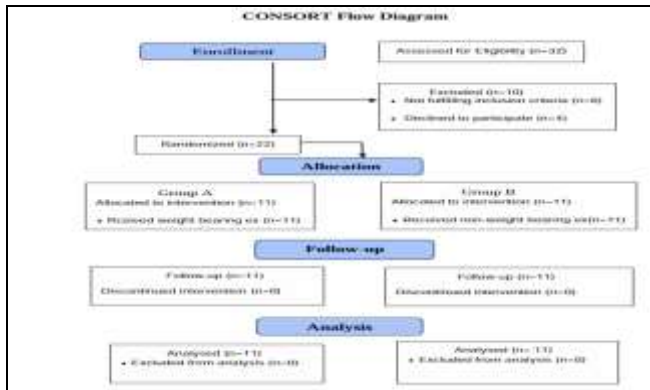 CONSORT Flow Diagram
Enrollment
Assessed for Eligibility (n=32)
Excluded (n=10)
• Not fulfilling inclusion criteria (n=6)
• Declined to participate (n=4)
Randomized (n=22)
Allocation
Group A
Allocated to intervention (n=11)
• Received weight bearing ex (n=11)
Group B
Allocated to intervention (n=11)
• Received non-weight bearing ex(n=11)
Follow-up
Follow-up (n=11)
Discontinued intervention (n=0)
Follow-up (n=11)
Discontinued intervention (n=0)
Analysis
Analysed (n=11)
• Excluded from analysis (n=0)
Analysed (n= 11)
• Excluded from analysis (n=0)